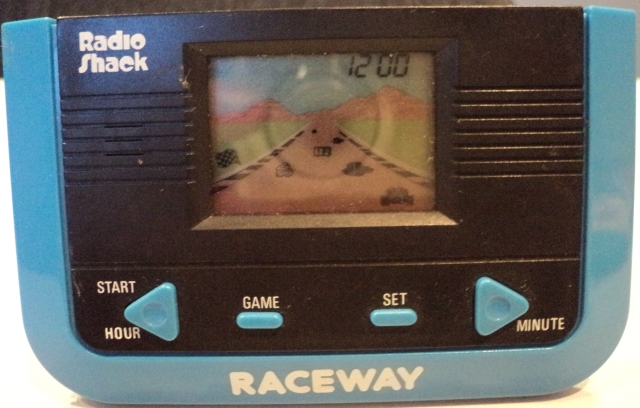 Radio
Shack
12 00
START
HOUR
GAME
SET
MINUTE
RACEWAY